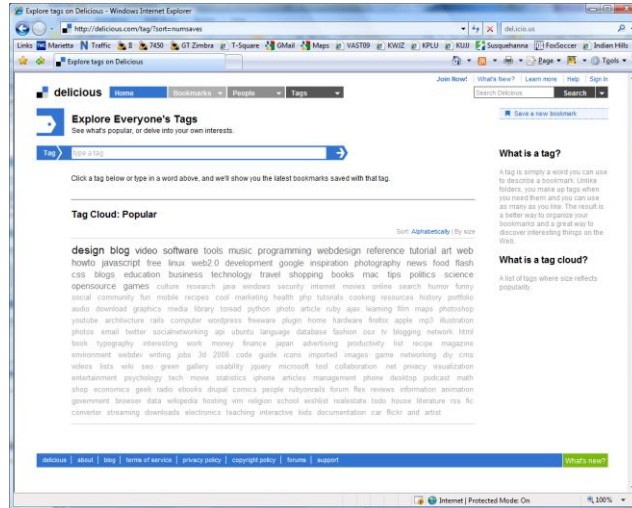 Explore tags on Delicious - Windows Internet Explorer
http://delicious.com/tag/?sort=numsaves
del.icio.us
Links Marietta Traffic II 7450 GT Zimbra T-Square GMail Maps VAST09 KWJZ KPLU KUJJ Susquehanna FoxSoccer Indian Hills
Explore tags on Delicious
Page Tools
Join Now! What's New? Learn more Help Sign In
delicious Home Bookmarks People Tags
Search Delicious Search
Explore Everyone's Tags
See what's popular, or delve into your own interests.
Save a new bookmark
Tag type a tag
Click a tag below or type in a word above, and we'll show you the latest bookmarks saved with that tag.
What is a tag?
A tag is simply a word you can use
to describe a bookmark. Unlike
folders, you make up tags when
you need them and you can use
as many as you like. The result is
a better way to organize your
bookmarks and a great way to
discover interesting things on the
Web.
What is a tag cloud?
A list of tags where size reflects
popularity.
Tag Cloud: Popular
Sort: Alphabetically | By size
design blog video software tools music programming webdesign reference tutorial art web
howto javascript free linux web2.0 development google inspiration photography news food flash
css blogs education business technology travel shopping books mac tips politics science
opensource games culture research java windows security internet movies online search humor funny
social community fun mobile recipes cool marketing health php tutorials cooking resources history portfolio
audio download graphics media library toread python photo article ruby ajax learning film maps photoshop
youtube architecture rails computer wordpress freeware plugin home hardware firefox apple mp3 illustration
photos email twitter socialnetworking api ubuntu language database fashion osx tv blogging network html
book typography interesting work money finance japan advertising productivity list recipe magazine
environment webdev writing jobs 3d 2008 code guide icons imported images game networking diy cms
videos lists wiki seo green gallery usability jquery microsoft tool collaboration net privacy visualization
entertainment psychology tech movie statistics iphone articles management phone desktop podcast math
shop economics geek radio ebooks drupal comics people rubyonrails forum flex reviews information animation
government browser data wikipedia hosting vim religion school wishlist realestate todo house literature rss fic
converter streaming downloads electronics teaching interactive kids documentation car flickr and artist
delicious | about | blog | terms of service | privacy policy | copyright policy | forums | support
What's new?
Internet | Protected Mode: On 100%